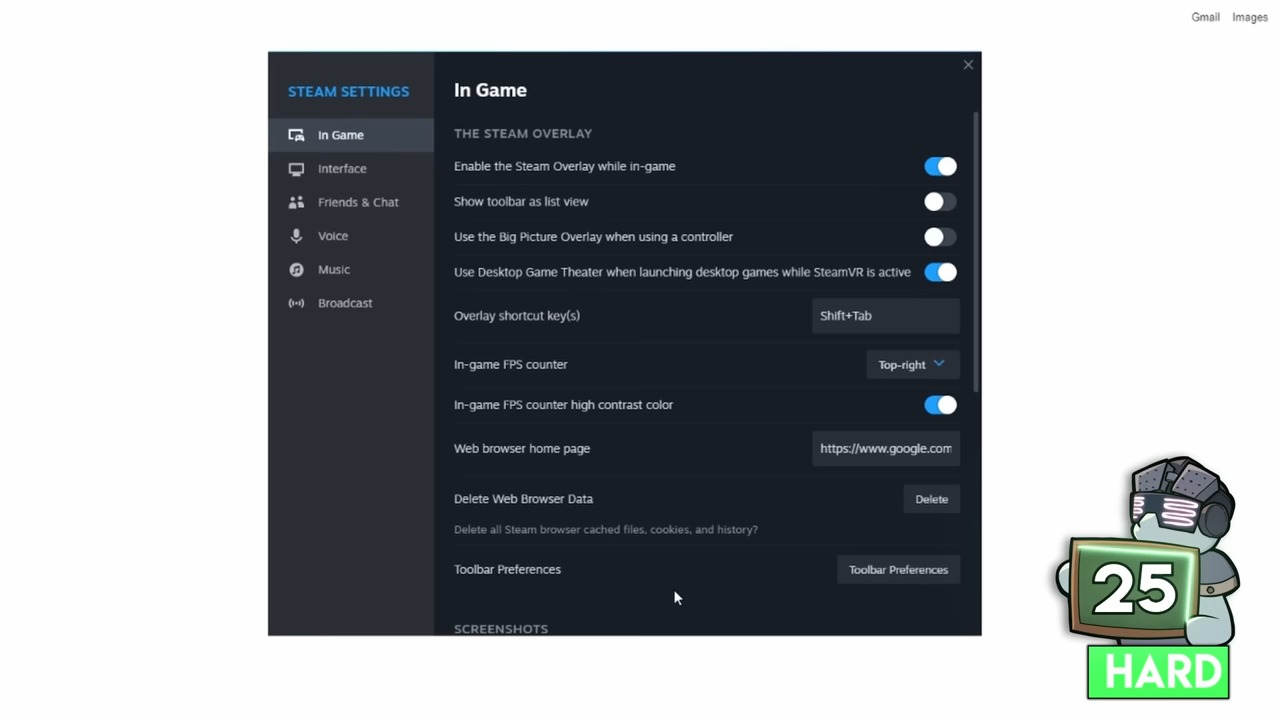 Gmail Images
STEAM SETTINGS
In Game
Interface
Friends & Chat
Voice
Music
Broadcast
In Game
THE STEAM OVERLAY
Enable the Steam Overlay while in-game
Show toolbar as list view
Use the Big Picture Overlay when using a controller
Use Desktop Game Theater when launching desktop games while SteamVR is active
Overlay shortcut key(s) Shift+Tab
In-game FPS counter Top-right
In-game FPS counter high contrast color
Web browser home page https://www.google.com
Delete Web Browser Data Delete
Delete all Steam browser cached files, cookies, and history?
Toolbar Preferences Toolbar Preferences
SCREENSHOTS
25
HARD